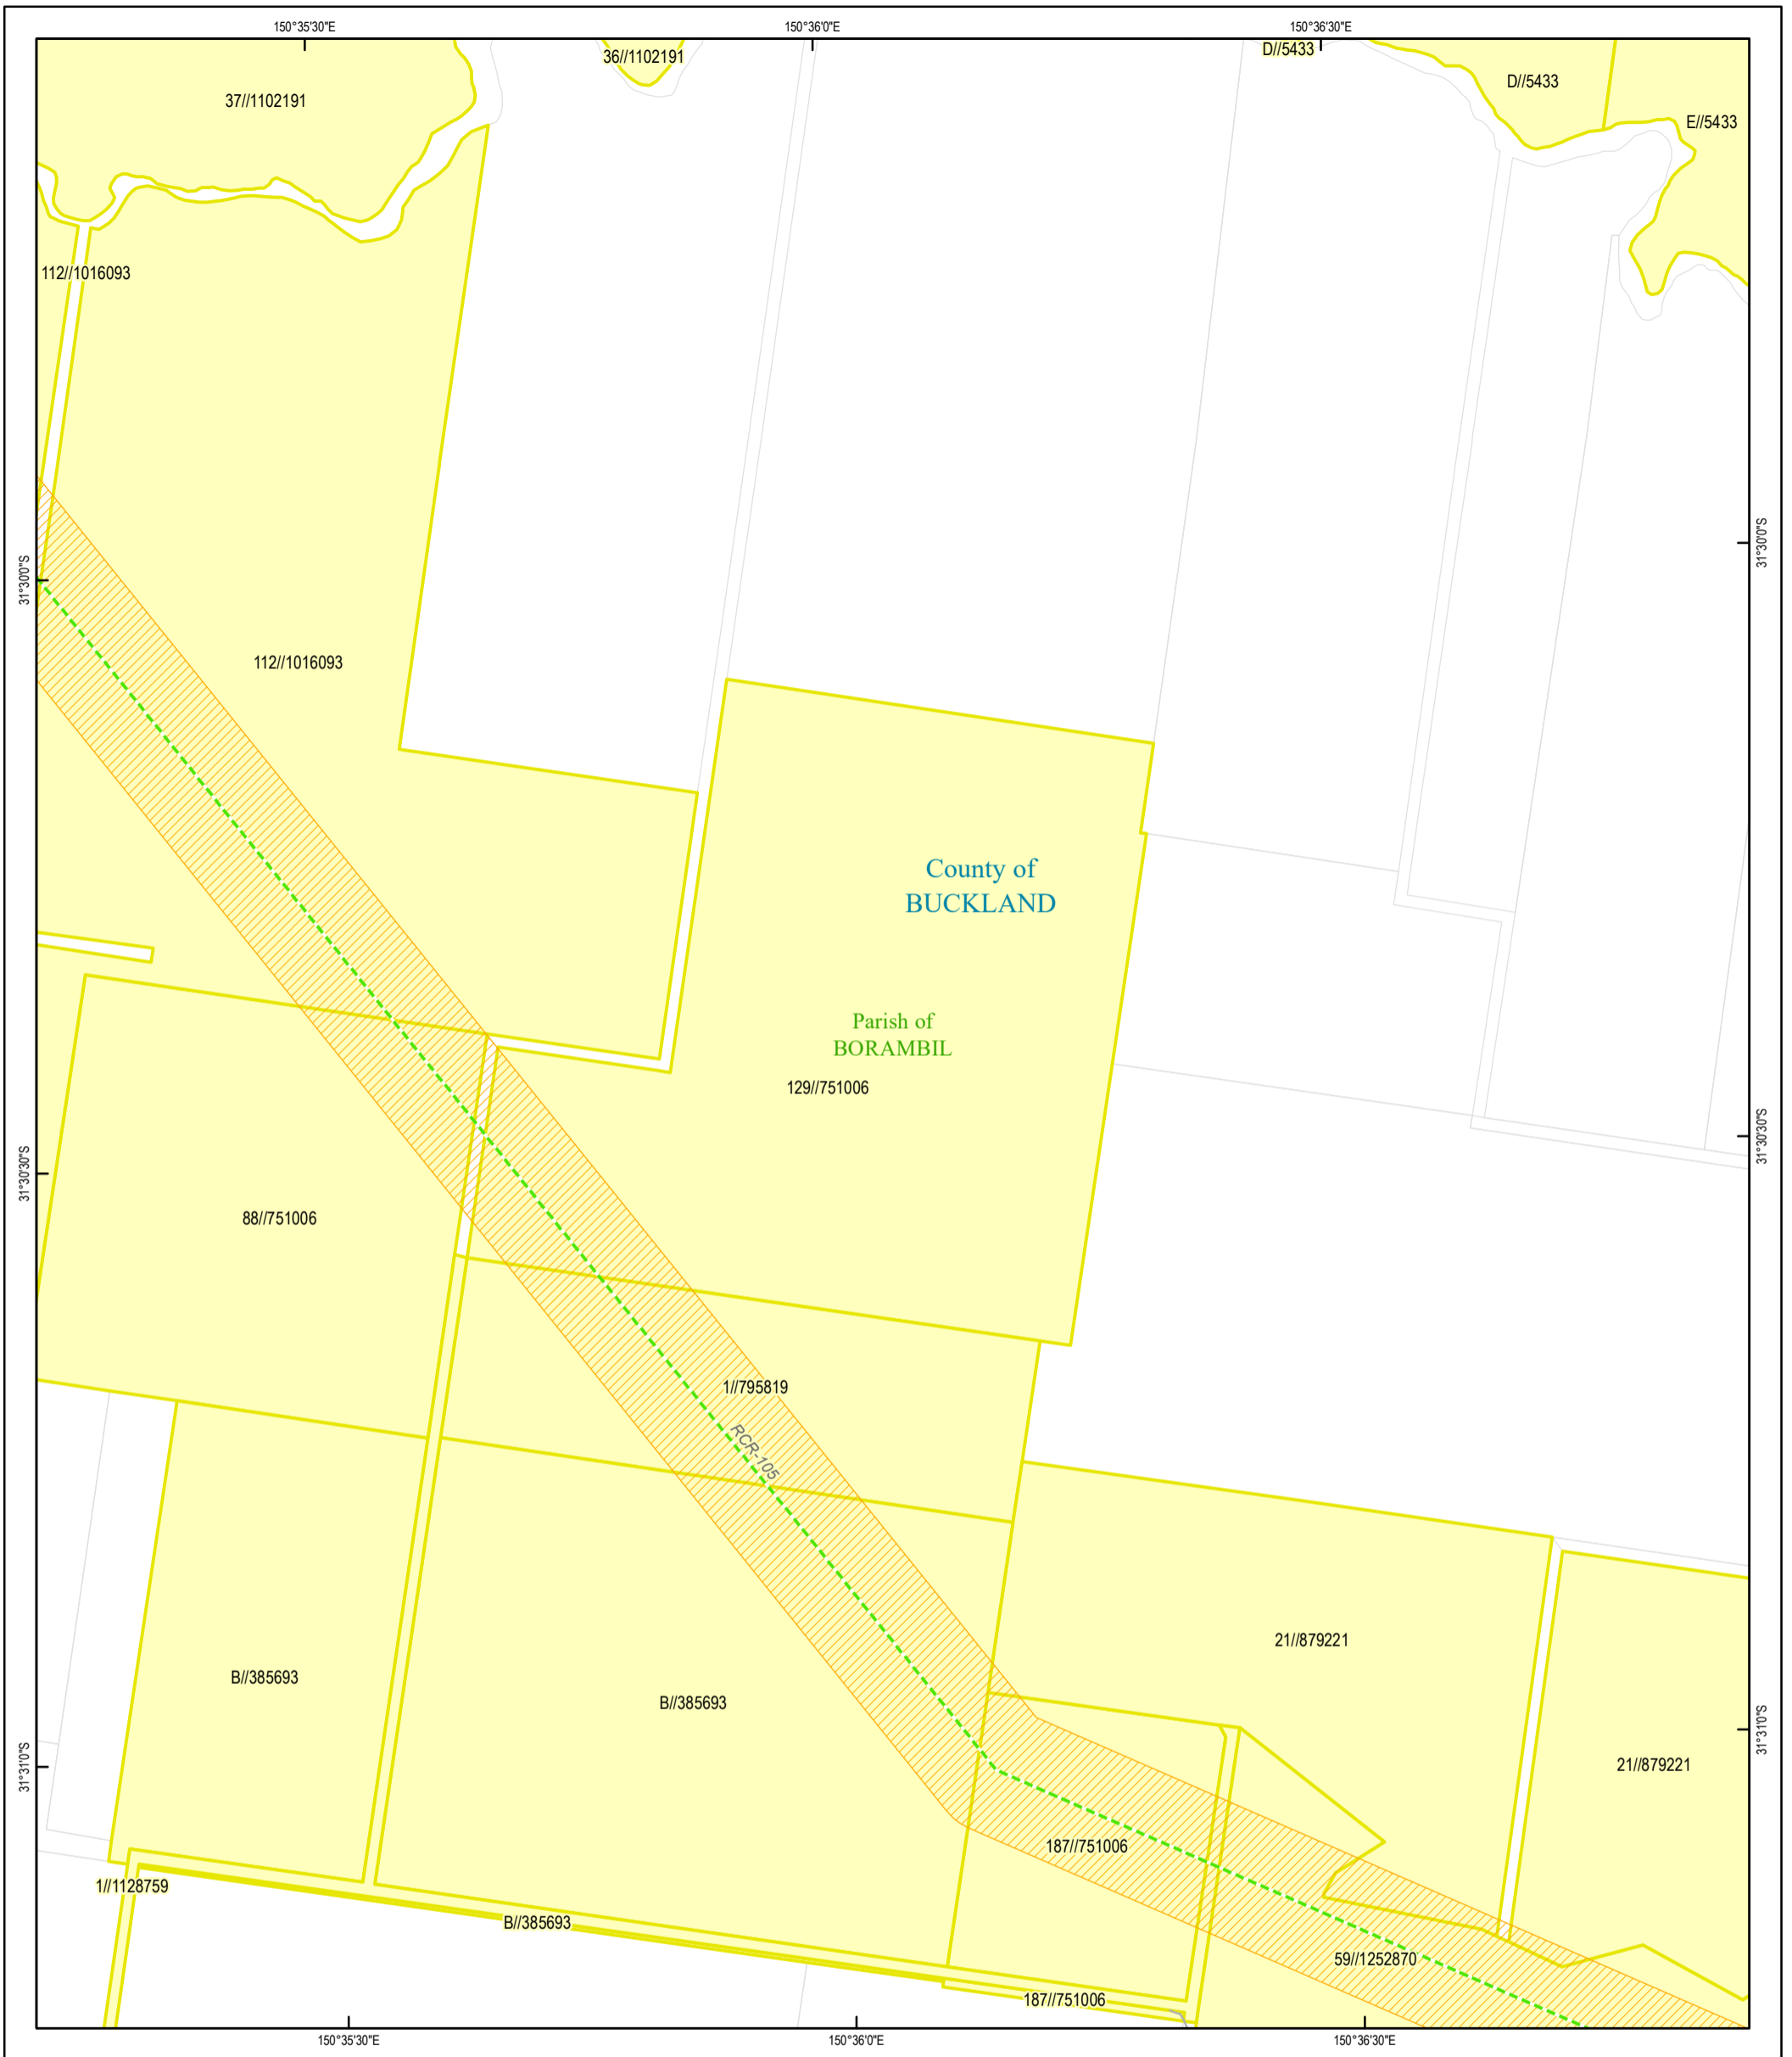 150°35'30"E
150°36'0"E
150°36'30"E
36//1102191
D//5433
D//5433
37//1102191
E//5433
112//1016093
31°30'0"S
31°30'0"S
112//1016093
County of
BUCKLAND
Parish of
BORAMBIL
129//751006
31°30'30"S
31°30'30"S
88//751006
1//795819
RCR-105
21//879221
B//385693
B//385693
31°31'0"S
31°31'0"S
21//879221
187//751006
1//1128759
B//385693
59//1252870
187//751006
150°35'30"E
150°36'0"E
150°36'30"E